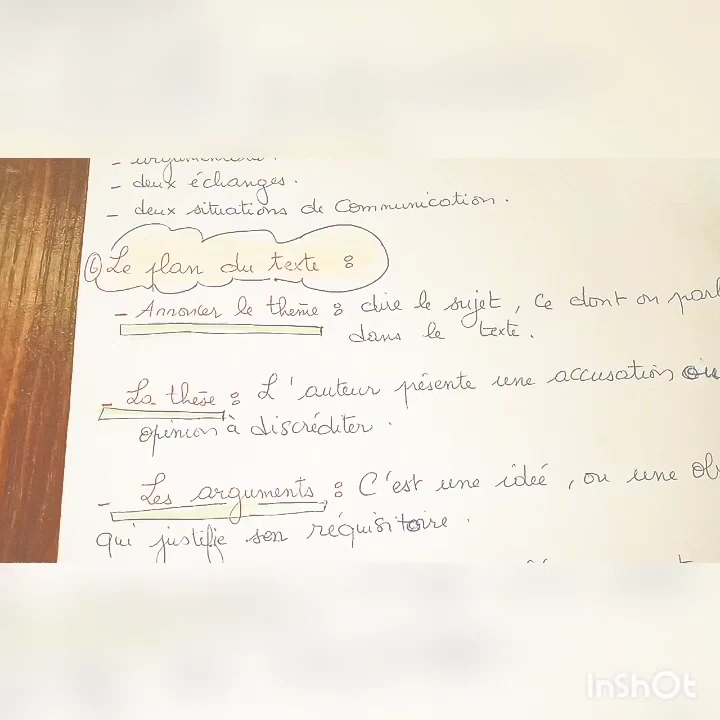 - deux échanges.
- deux situations de Communication.
6) Le plan du texte :
- Annoncer le thème : dire le sujet, ce dont on parl
dans le texte.
- La thèse : L'auteur présente une accusation ou
opinion à discréditer.
- Les arguments : C'est une idée, ou une ob
qui justifie son réquisitoire.
InShOt